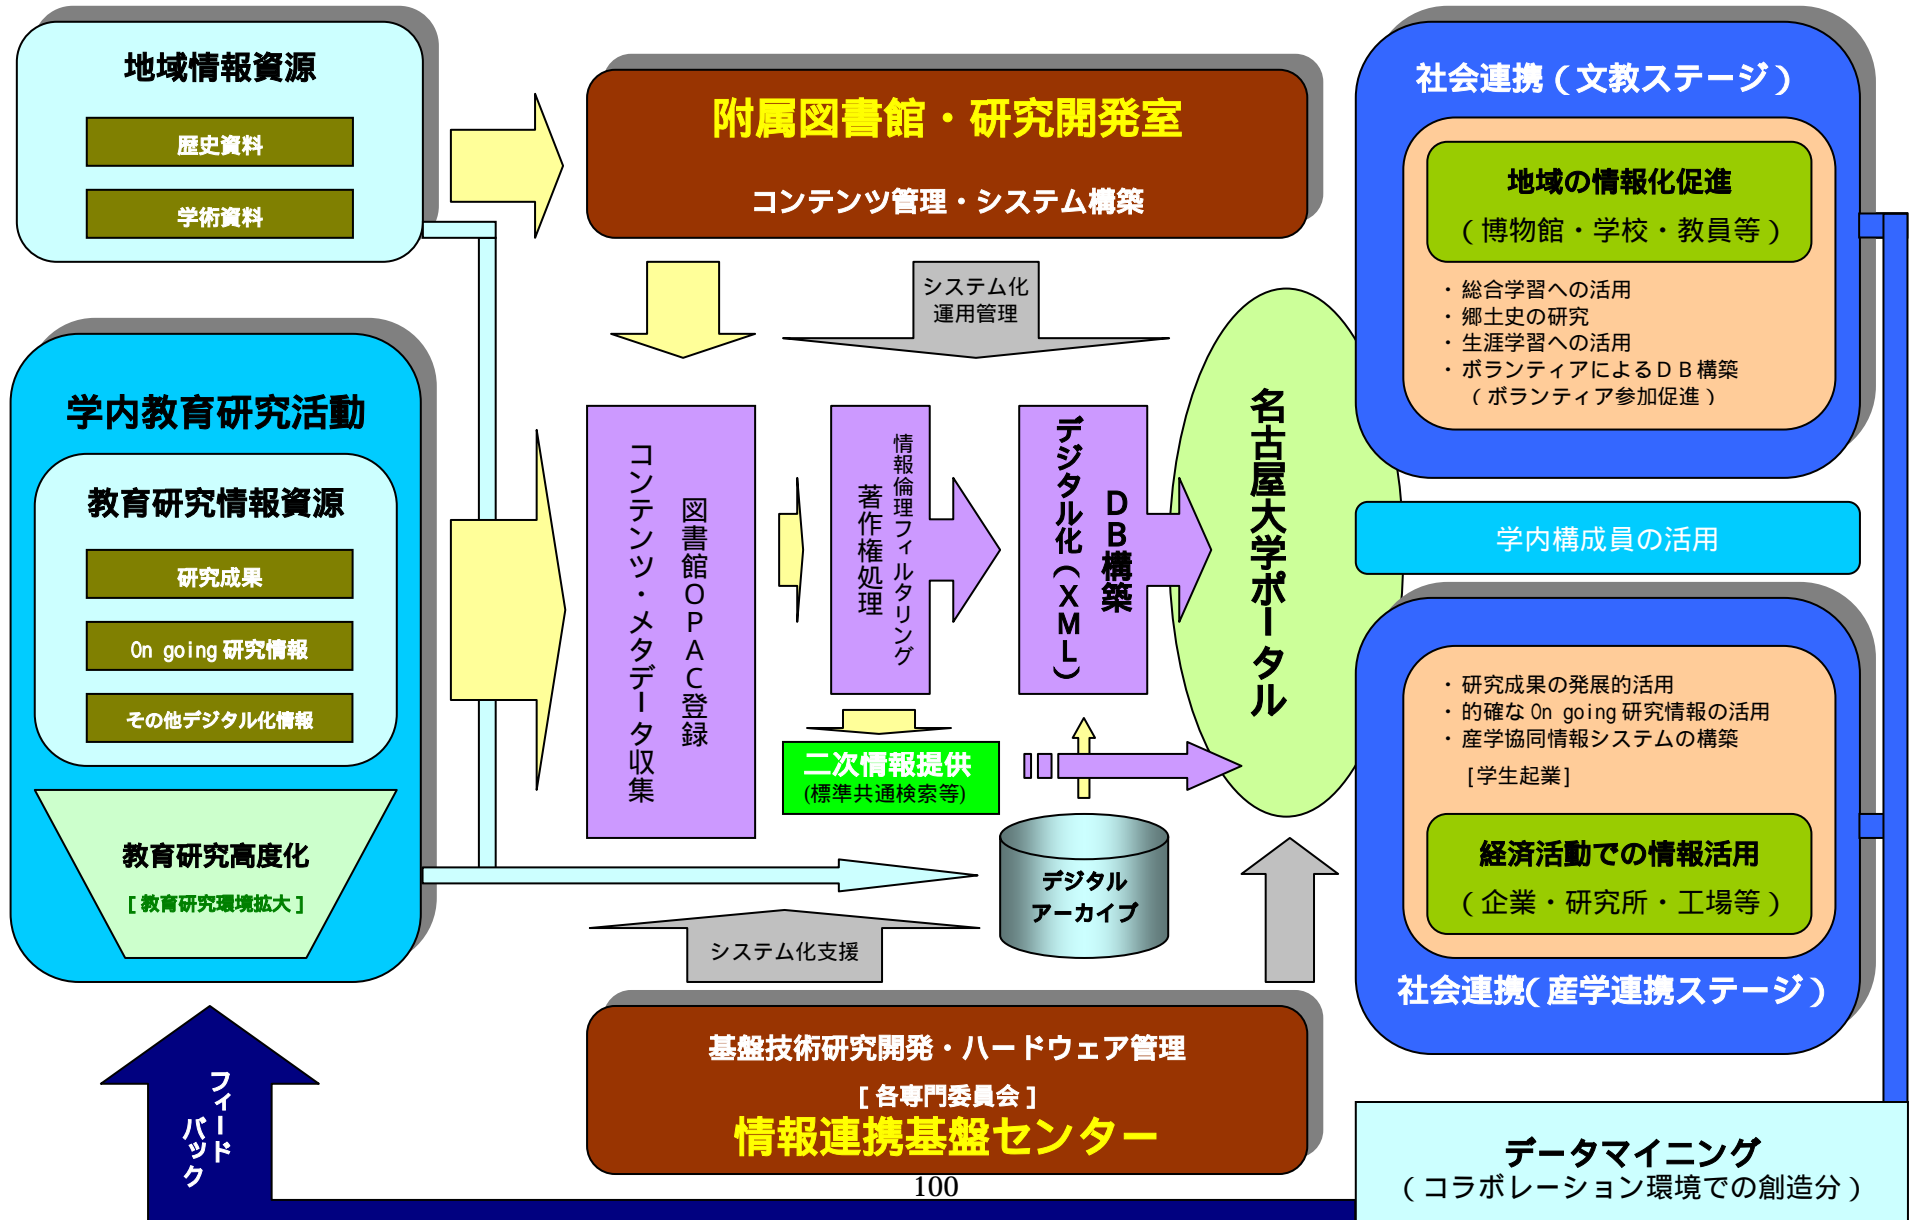 地域情報資源
歴史資料
学術資料
学内教育研究活動
教育研究情報資源
研究成果
On going 研究情報
その他デジタル化情報
教育研究高度化
[ 教育研究環境拡大 ]
フィード
バック
附属図書館・研究開発室
コンテンツ管理・システム構築
システム化
運用管理
図書館OPAC登録
コンテンツ・メタデータ収集
情報倫理フィルタリング
著作権処理
DB構築
デジタル化（XML）
名古屋大学ポータル
二次情報提供
(標準共通検索等)
デジタル
アーカイブ
システム化支援
基盤技術研究開発・ハードウェア管理
[ 各専門委員会 ]
情報連携基盤センター
100
社会連携（文教ステージ）
地域の情報化促進
（博物館・学校・教員等）
・総合学習への活用
・郷土史の研究
・生涯学習への活用
・ボランティアによるＤＢ構築
（ボランティア参加促進）
学内構成員の活用
・研究成果の発展的活用
・的確な On going 研究情報の活用
・産学協同情報システムの構築
[学生起業]
経済活動での情報活用
（企業・研究所・工場等）
社会連携（産学連携ステージ）
データマイニング
（コラボレーション環境での創造分）